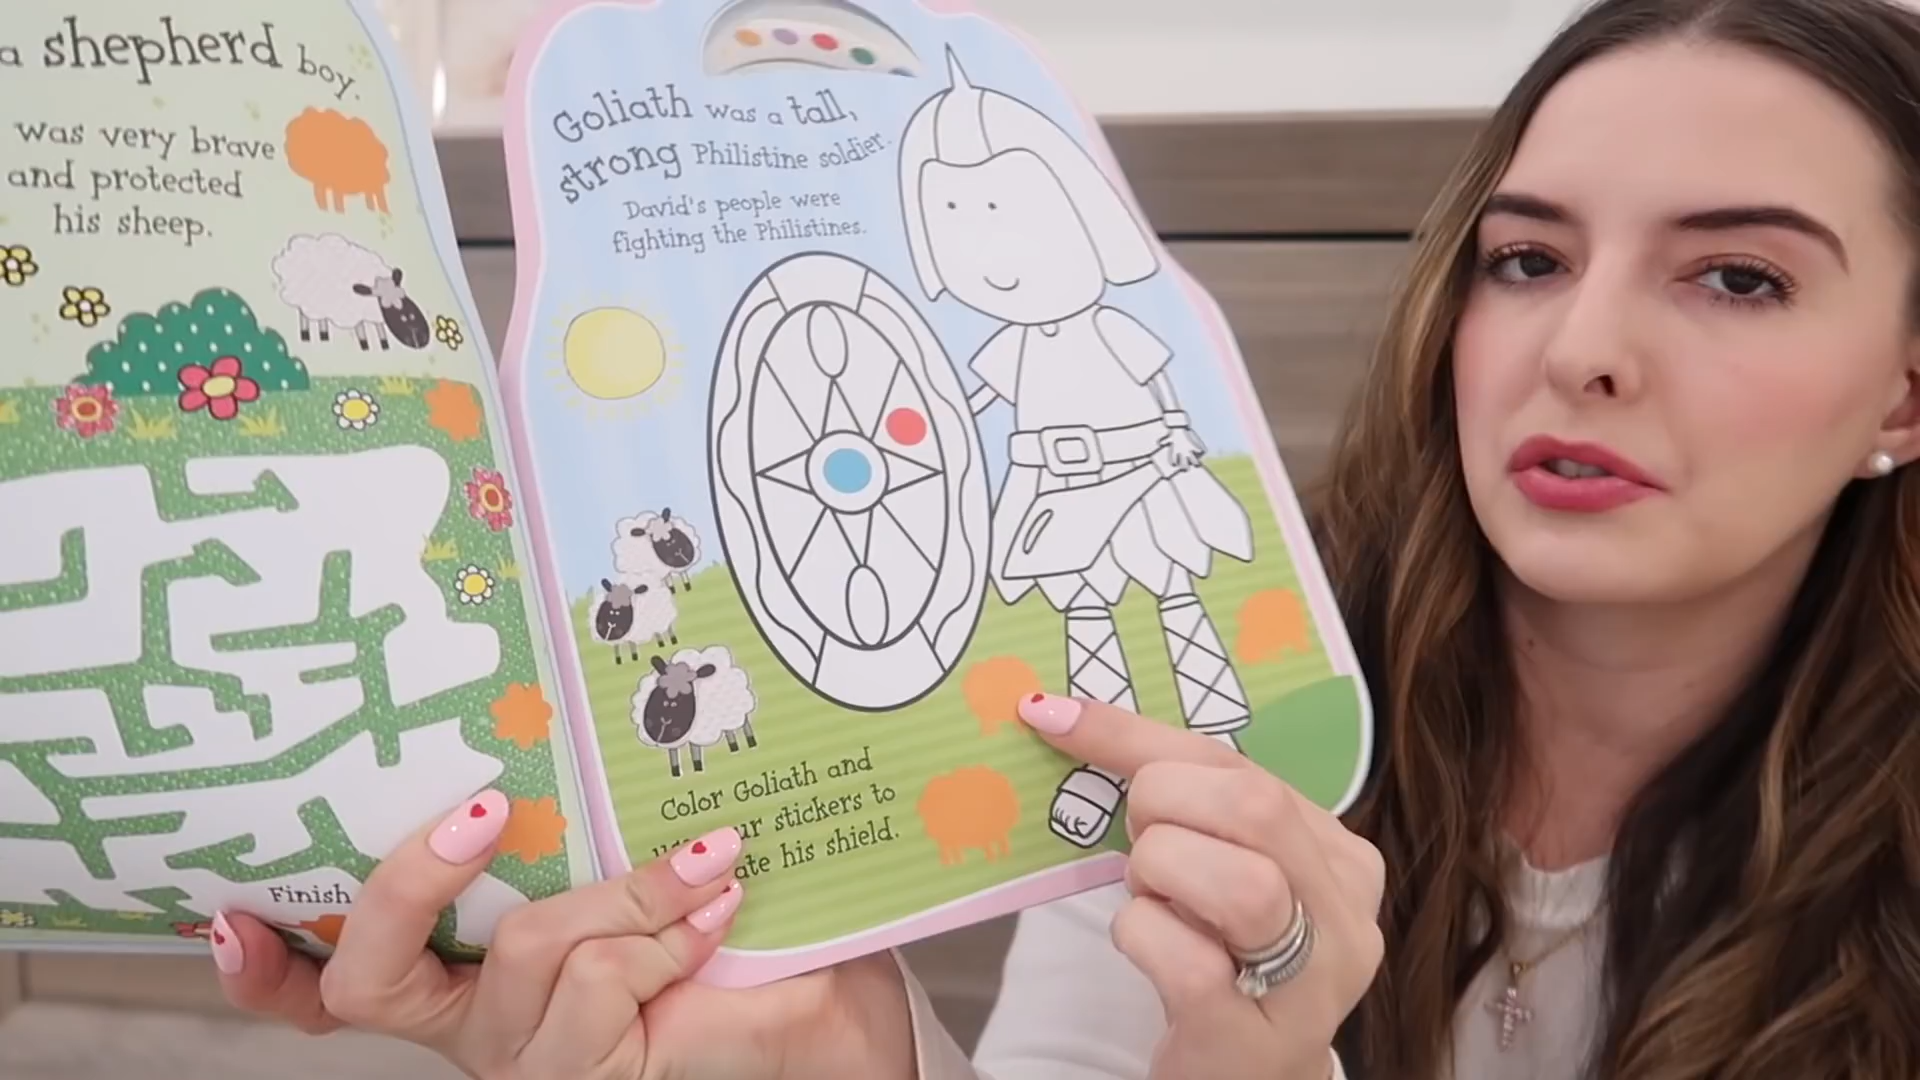 a shepherd boy.
was very brave
and protected
his sheep.
Finish
Goliath was a tall,
strong Philistine soldier.
David's people were
fighting the Philistines.
Color Goliath and
stickers to
his shield.